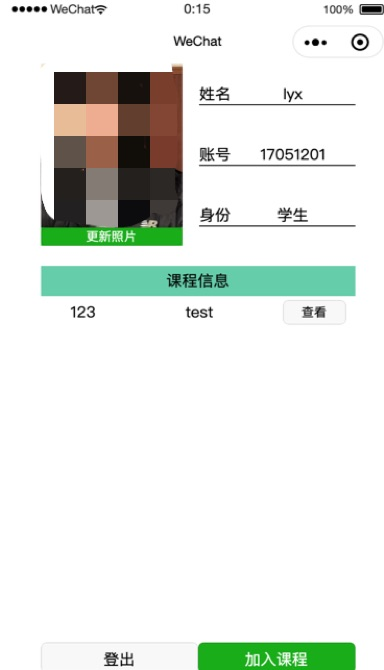 WeChat 0:15 100%
WeChat
姓名 lyx
账号 17051201
身份 学生
更新照片
课程信息
123 test 查看
登出 加入课程